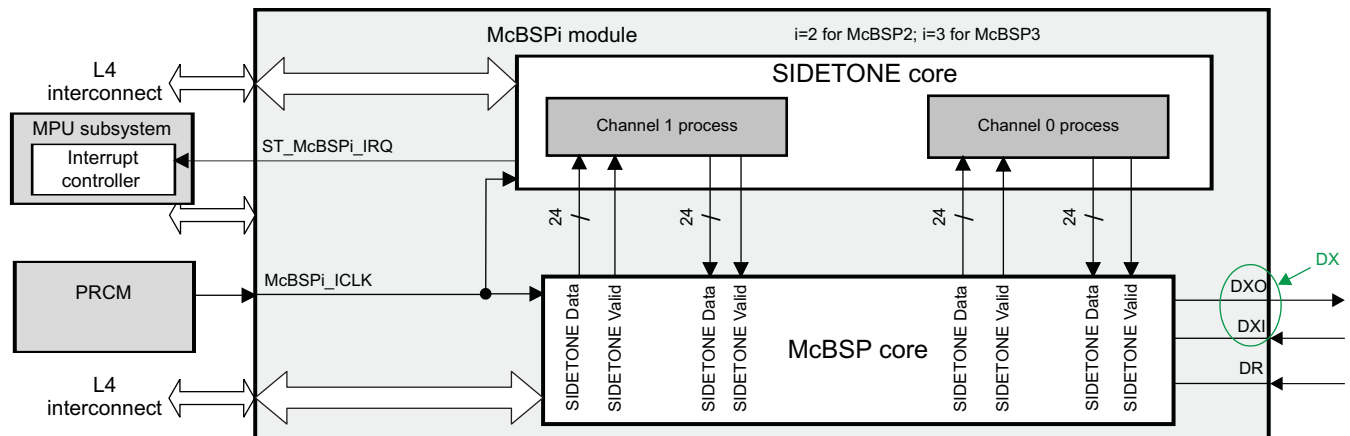 McBSPi module
i=2 for McBSP2; i=3 for McBSP3
L4
interconnect
SIDETONE core
MPU subsystem
Interrupt
controller
ST_McBSPi_IRQ
Channel 1 process
Channel 0 process
24
24
24
24
PRCM
McBSPi_ICLK
SIDETONE Data
SIDETONE Valid
SIDETONE Data
SIDETONE Valid
SIDETONE Data
SIDETONE Valid
SIDETONE Data
SIDETONE Valid
McBSP core
DX
DXO
DXI
DR
L4
interconnect